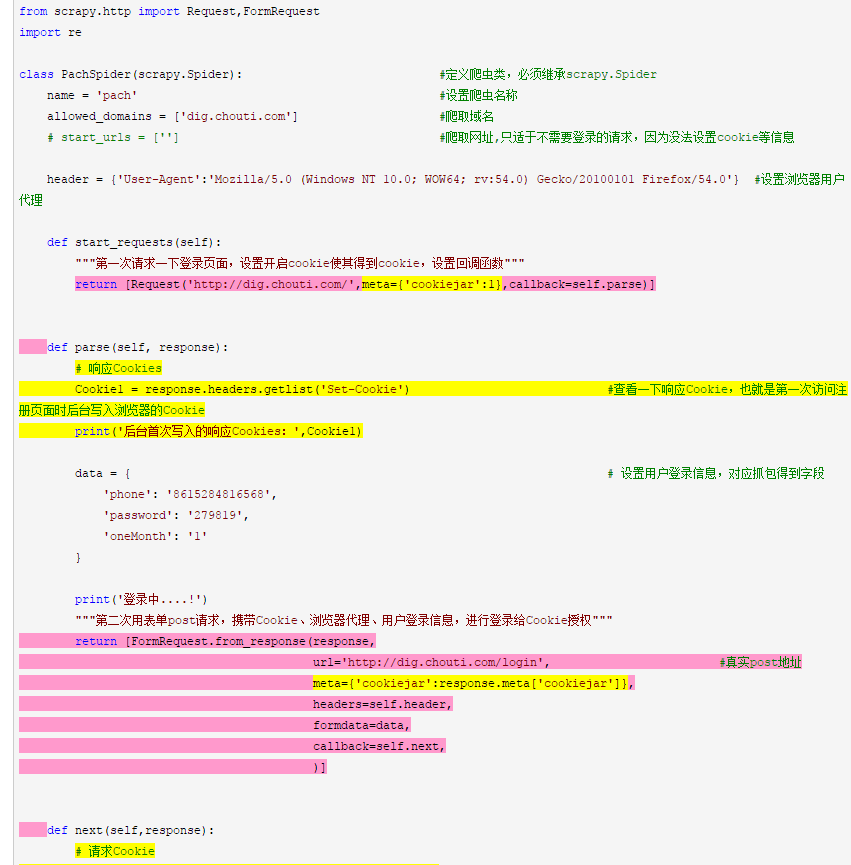 from scrapy.http import Request,FormRequest
import re
class PachSpider(scrapy.Spider): #定义爬虫类，必须继承scrapy.Spider
name = 'pach' #设置爬虫名称
allowed_domains = ['dig.chouti.com'] #爬取域名
# start_urls = [''] #爬取网址,只适于不需要登录的请求，因为没法设置cookie等信息
header = {'User-Agent':'Mozilla/5.0 (Windows NT 10.0; WOW64; rv:54.0) Gecko/20100101 Firefox/54.0'} #设置浏览器用户
代理
def start_requests(self):
"""第一次请求一下登录页面，设置开启cookie使其得到cookie，设置回调函数"""
return [Request('http://dig.chouti.com/',meta={'cookiejar':1},callback=self.parse)]
def parse(self, response):
# 响应Cookies
Cookie1 = response.headers.getlist('Set-Cookie') #查看一下响应Cookie，也就是第一次访问注
册页面时后台写入浏览器的Cookie
print('后台首次写入的响应Cookies：',Cookie1)
data = { # 设置用户登录信息，对应抓包得到字段
'phone': '8615284816568',
'password': '279819',
'oneMonth': '1'
}
print('登录中....!')
"""第二次用表单post请求，携带Cookie、浏览器代理、用户登录信息，进行登录给Cookie授权"""
return [FormRequest.from_response(response,
url='http://dig.chouti.com/login', #真实post地址
meta={'cookiejar':response.meta['cookiejar']},
headers=self.header,
formdata=data,
callback=self.next,
)]
def next(self,response):
# 请求Cookie